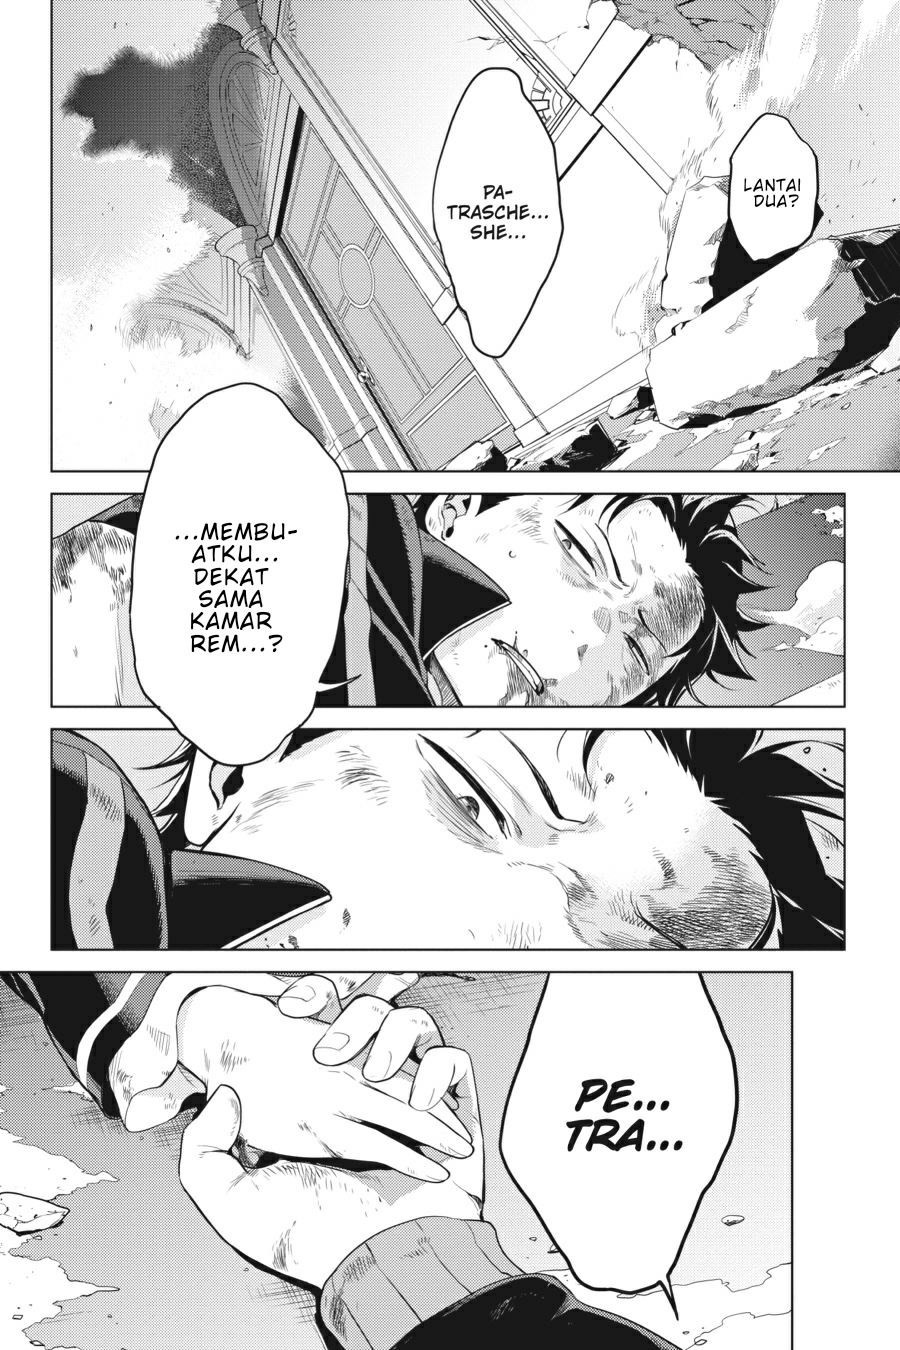 LANTAI
DUA?
PA-
TRASCHE...
SHE...
...MEMBU-
ATKU...
DEKAT
SAMA
KAMAR
REM...?
PE...
TRA...